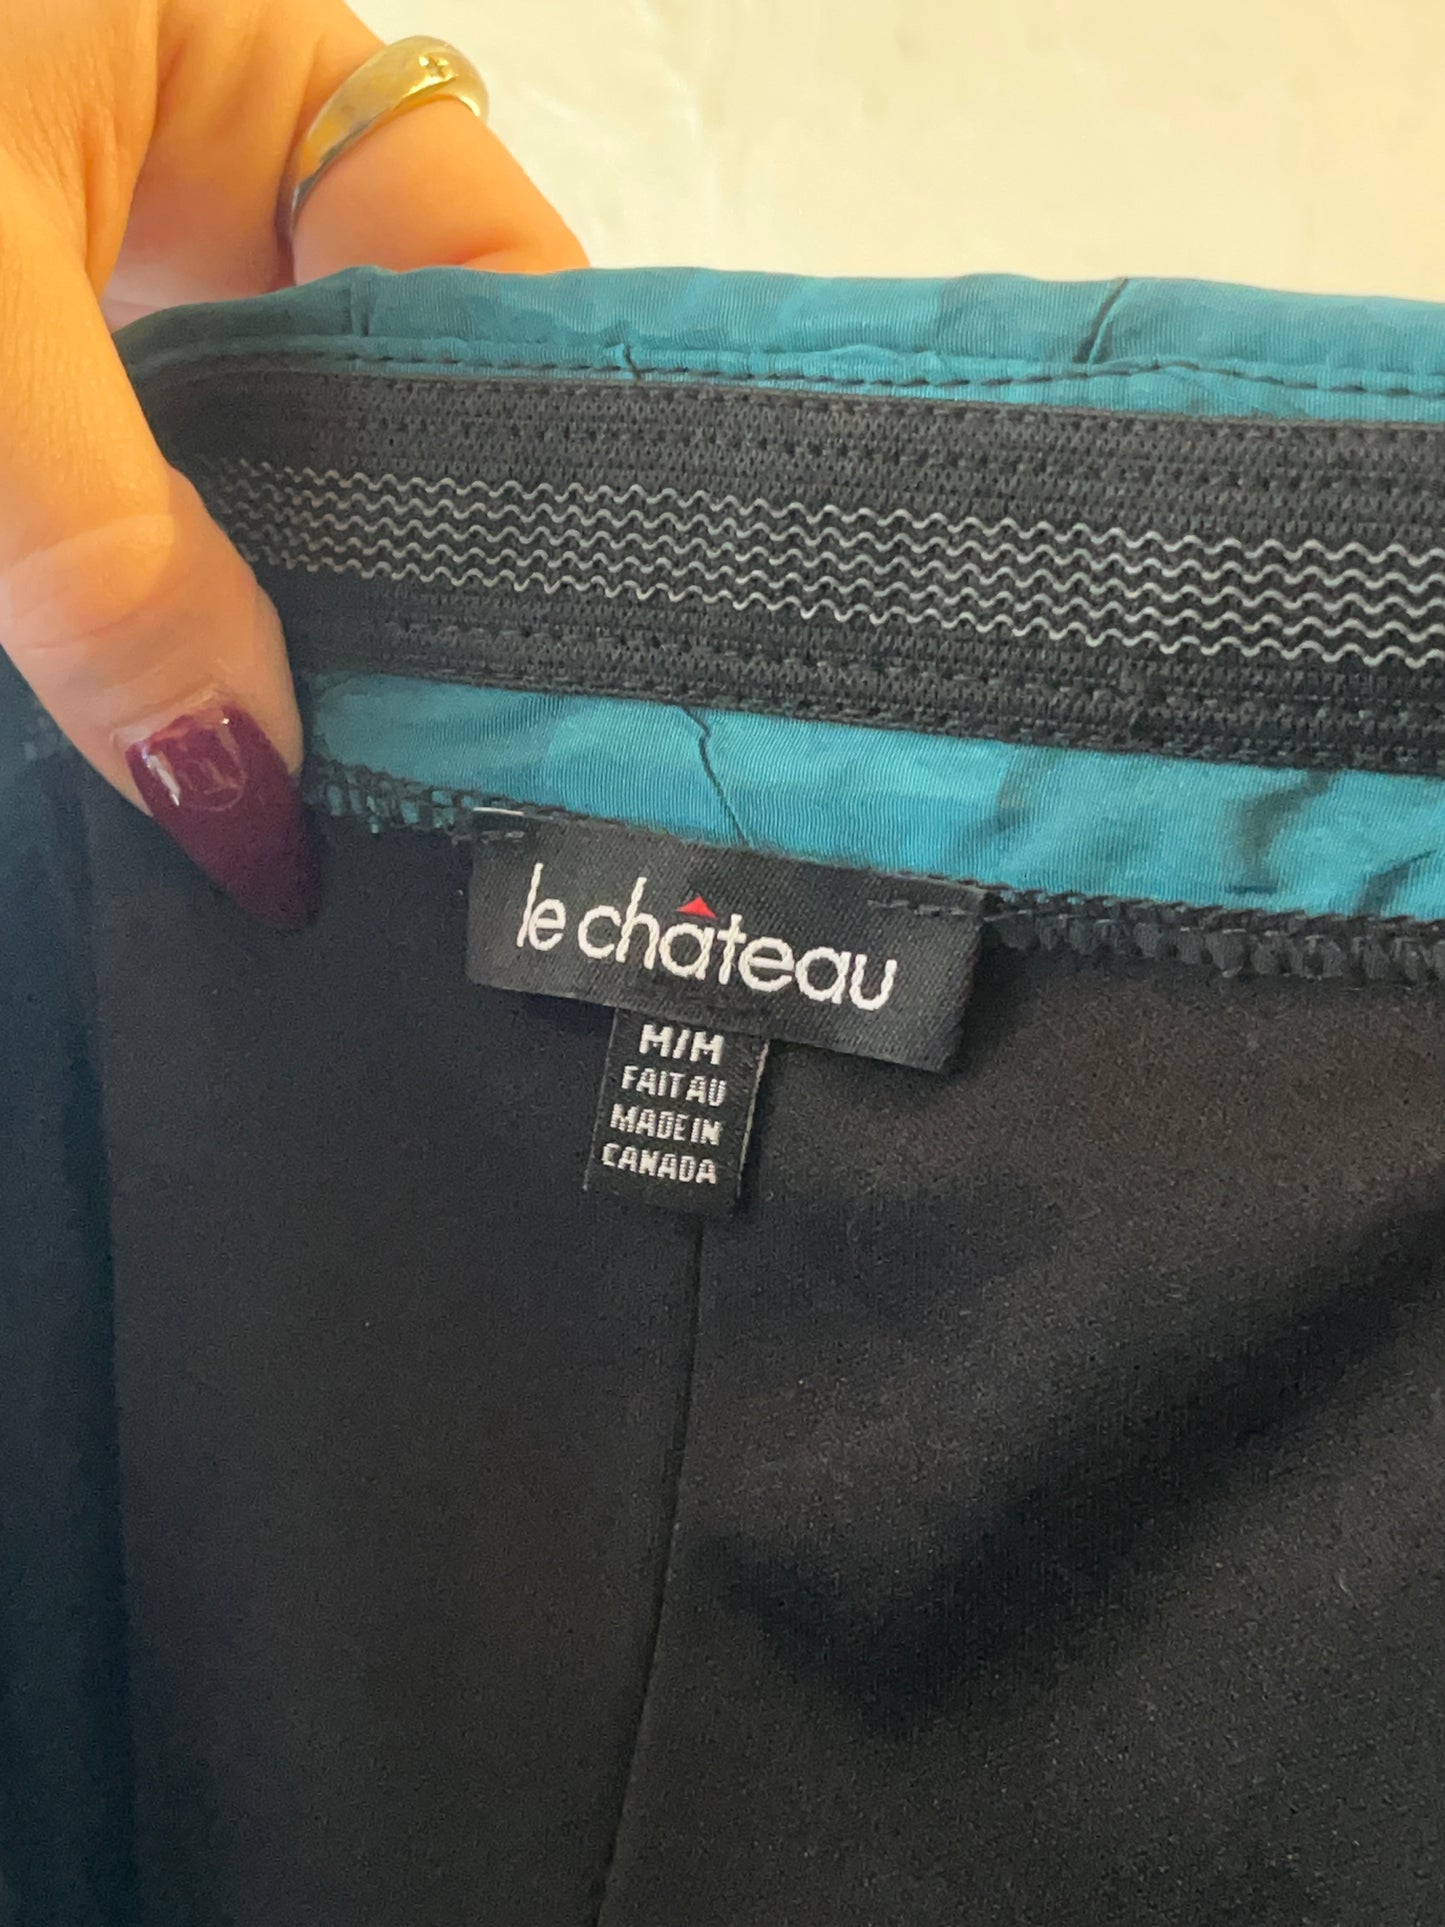 le château
M/M
FAIT AU
MADE IN
CANADA